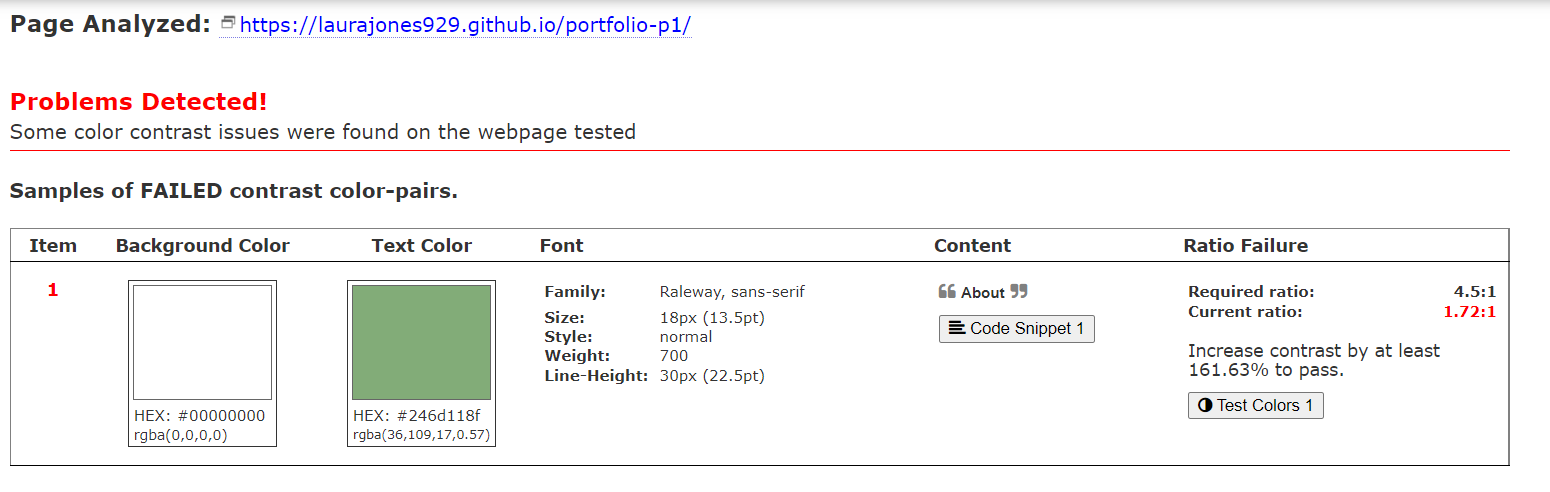 Page Analyzed: https://laurajones929.github.io/portfolio-p1/
Problems Detected!
Some color contrast issues were found on the webpage tested
Samples of FAILED contrast color-pairs.
Item Background Color Text Color Font Content Ratio Failure
1
HEX: #00000000
rgba(0,0,0,0)
HEX: #246d118f
rgba(36,109,17,0.57)
Family: Raleway, sans-serif
Size: 18px (13.5pt)
Style: normal
Weight: 700
Line-Height: 30px (22.5pt)
❝ About ❞
Code Snippet 1
Required ratio: 4.5:1
Current ratio: 1.72:1
Increase contrast by at least
161.63% to pass.
Test Colors 1